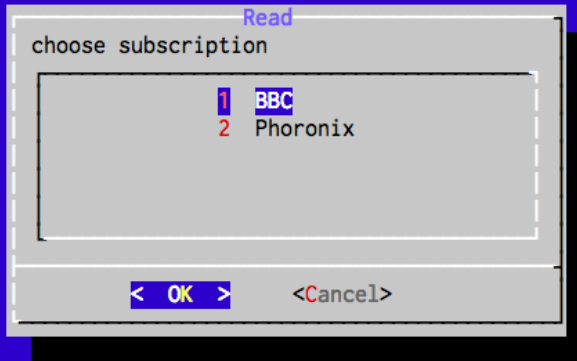 Read
choose subscription
1 BBC
2 Phoronix
< OK > <Cancel>